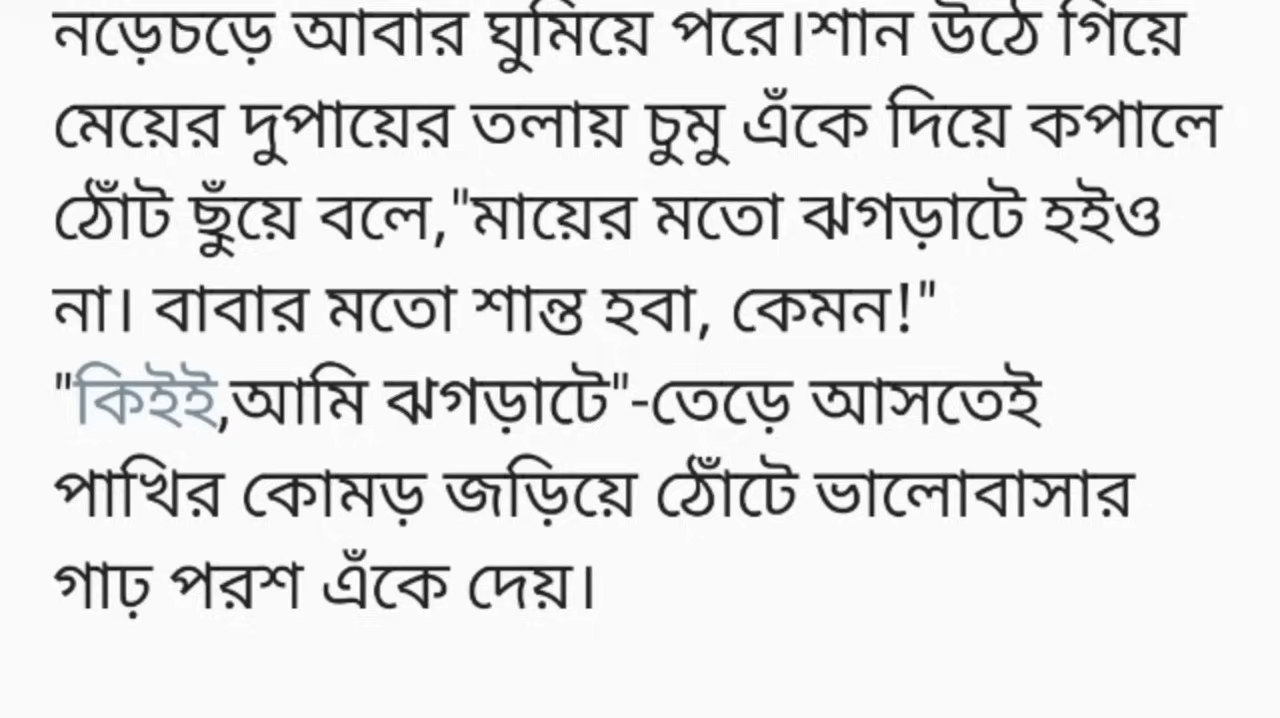 নড়েচড়ে আবার ঘুমিয়ে পরে।শান উঠে গিয়ে
মেয়ের দুপায়ের তলায় চুমু এঁকে দিয়ে কপালে
ঠোঁট ছুঁয়ে বলে,"মায়ের মতো ঝগড়াটে হইও
না। বাবার মতো শান্ত হবা, কেমন!"
"কিইই,আমি ঝগড়াটে"-তেড়ে আসতেই
পাখির কোমড় জড়িয়ে ঠোঁটে ভালোবাসার
গাঢ় পরশ এঁকে দেয়।